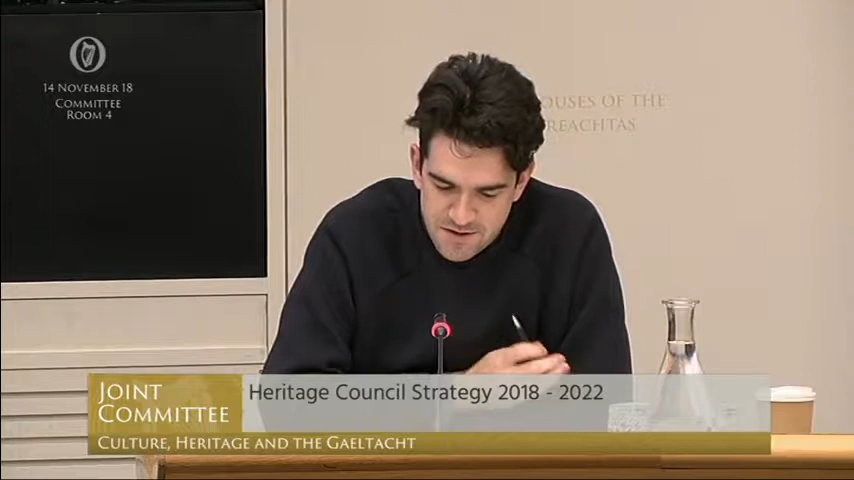 14 November 18
Committee
Room 4
OUSES OF THE
REACHTAS
Joint
Committee
Heritage Council Strategy 2018 - 2022
Culture, Heritage and the Gaeltacht